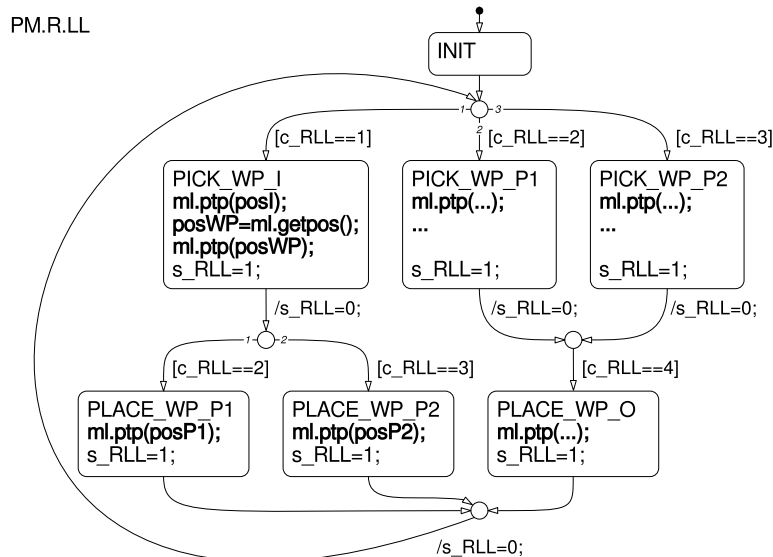 PM.R.LL
INIT
1
3
2
[c_RLL==1]
[c_RLL==2]
[c_RLL==3]
PICK_WP_I
ml.ptp(posI);
posWP=ml.getpos();
ml.ptp(posWP);
s_RLL=1;
PICK_WP_P1
ml.ptp(...);
...
s_RLL=1;
PICK_WP_P2
ml.ptp(...);
...
s_RLL=1;
/s_RLL=0;
/s_RLL=0;
/s_RLL=0;
1
2
[c_RLL==2]
[c_RLL==3]
[c_RLL==4]
PLACE_WP_P1
ml.ptp(posP1);
s_RLL=1;
PLACE_WP_P2
ml.ptp(posP2);
s_RLL=1;
PLACE_WP_O
ml.ptp(...);
s_RLL=1;
/s_RLL=0;